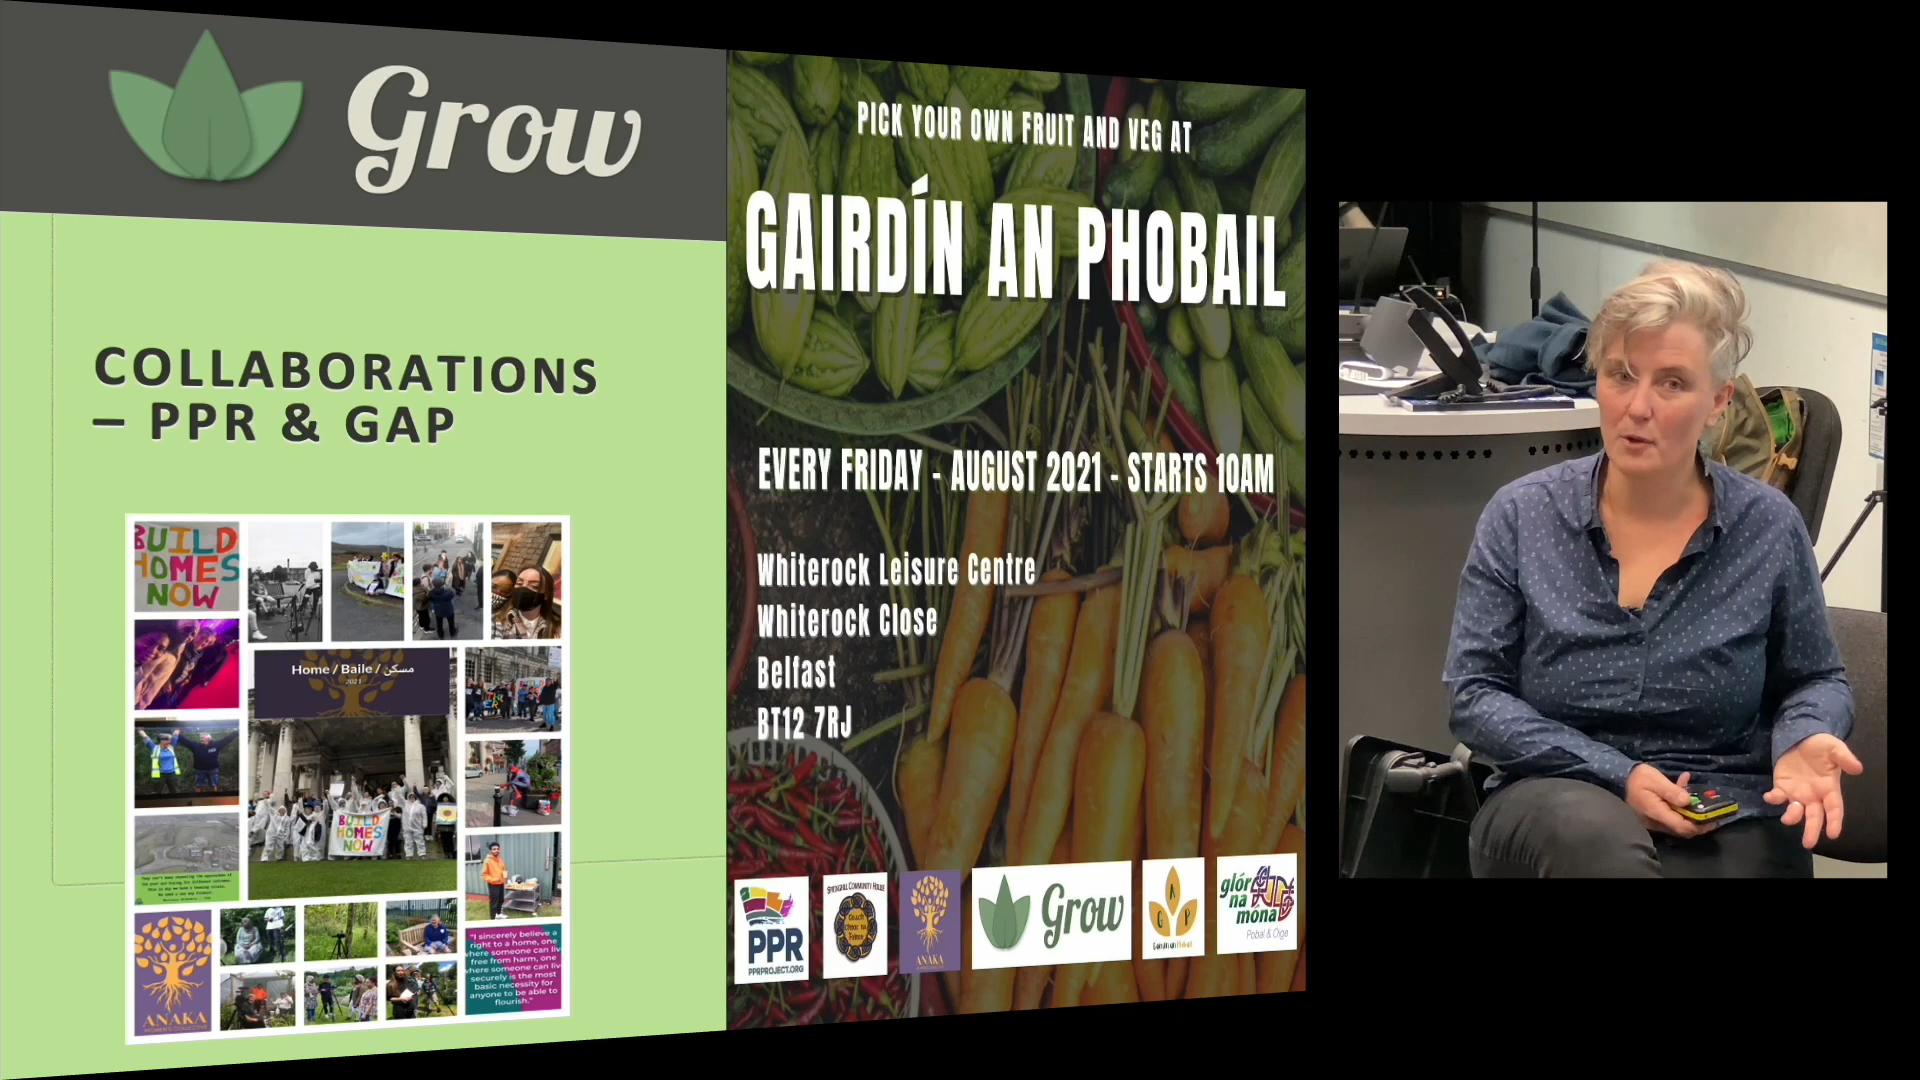 Grow
COLLABORATIONS
– PPR & GAP
BUILD
HOMES
NOW
Home / Baile / مسكن
2021
BUILD
HOMES
NOW
ANAKA
"I sincerely believe a
right to a home, one
where someone can live
free from harm, one
where someone can live
securely is the most
basic necessity for
anyone to be able to
flourish."
PICK YOUR OWN FRUIT AND VEG AT
GAIRDÍN AN PHOBAIL
EVERY FRIDAY - AUGUST 2021 - STARTS 10AM
Whiterock Leisure Centre
Whiterock Close
Belfast
BT12 7RJ
PPR
PPRPROJECT.ORG
ANAKA
Grow
GAP
glór
na
móna
Pobal & Óige